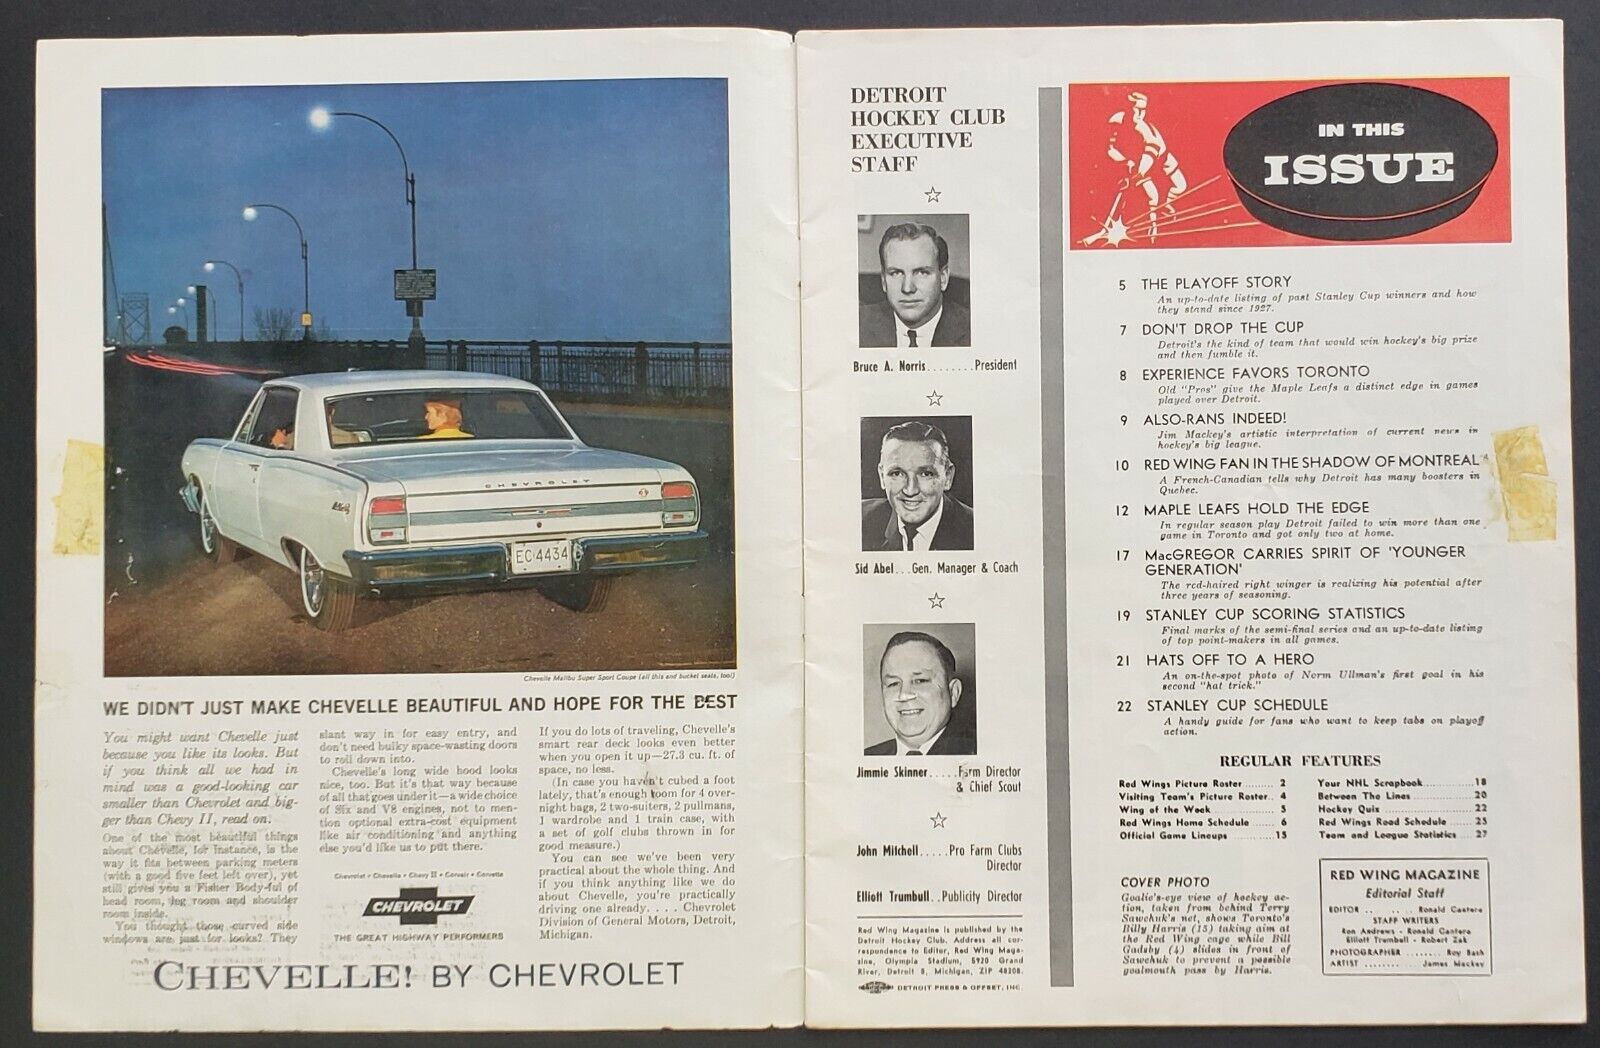 CHEVROLET
EC·4434
Chevelle Malibu Super Sport Coupe (all this and bucket seats, too!)
WE DIDN'T JUST MAKE CHEVELLE BEAUTIFUL AND HOPE FOR THE BEST
You might want Chevelle just
because you like its looks. But
if you think all we had in
mind was a good-looking car
smaller than Chevrolet and big-
ger than Chevy II, read on.
One of the most beautiful things
about Chevelle, for instance, is the
way it fits between parking meters
(with a good five feet left over), yet
still gives you a Fisher Body-ful of
head room, leg room and shoulder
room inside.
You thought those curved side
windows are just for looks? They
slant way in for easy entry, and
don't need bulky space-wasting doors
to roll down into.
Chevelle's long wide hood looks
nice, too. But it's that way because
of all that goes under it—a wide choice
of Six and V8 engines, not to men-
tion optional extra-cost equipment
like air conditioning and anything
else you'd like us to put there.
Chevrolet • Chevelle • Chevy II • Corvair • Corvette
CHEVROLET
THE GREAT HIGHWAY PERFORMERS
If you do lots of traveling, Chevelle's
smart rear deck looks even better
when you open it up—27.3 cu. ft. of
space, no less.
(In case you haven't cubed a foot
lately, that's enough room for 4 over-
night bags, 2 two-suiters, 2 pullmans,
1 wardrobe and 1 train case, with
a set of golf clubs thrown in for
good measure.)
You can see we've been very
practical about the whole thing. And
if you think anything like we do
about Chevelle, you're practically
driving one already. . . . Chevrolet
Division of General Motors, Detroit,
Michigan.
CHEVELLE! BY CHEVROLET
DETROIT
HOCKEY CLUB
EXECUTIVE
STAFF
Bruce A. Norris........President
Sid Abel...Gen. Manager & Coach
Jimmie Skinner.....Farm Director
& Chief Scout
John Mitchell.....Pro Farm Clubs
Director
Elliott Trumbull..Publicity Director
Red Wing Magazine is published by the
Detroit Hockey Club. Address all cor-
respondence to Editor, Red Wing Maga-
zine, Olympia Stadium, 5920 Grand
River, Detroit 8, Michigan, ZIP 48208.
DETROIT PRESS & OFFSET, INC.
IN THIS
ISSUE
5 THE PLAYOFF STORY
An up-to-date listing of past Stanley Cup winners and how
they stand since 1927.
7 DON'T DROP THE CUP
Detroit's the kind of team that would win hockey's big prize
and then fumble it.
8 EXPERIENCE FAVORS TORONTO
Old "Pros" give the Maple Leafs a distinct edge in games
played over Detroit.
9 ALSO-RANS INDEED!
Jim Mackey's artistic interpretation of current news in
hockey's big league.
10 RED WING FAN IN THE SHADOW OF MONTREAL
A French-Canadian tells why Detroit has many boosters in
Quebec.
12 MAPLE LEAFS HOLD THE EDGE
In regular season play Detroit failed to win more than one
game in Toronto and got only two at home.
17 MacGREGOR CARRIES SPIRIT OF 'YOUNGER
GENERATION'
The red-haired right winger is realizing his potential after
three years of seasoning.
19 STANLEY CUP SCORING STATISTICS
Final marks of the semi-final series and an up-to-date listing
of top point-makers in all games.
21 HATS OFF TO A HERO
An on-the-spot photo of Norm Ullman's first goal in his
second "hat trick."
22 STANLEY CUP SCHEDULE
A handy guide for fans who want to keep tabs on playoff
action.
REGULAR FEATURES
Red Wings Picture Roster ........ 2
Visiting Team's Picture Roster.. 4
Wing of the Week ............ 5
Red Wings Home Schedule ...... 6
Official Game Lineups ......... 15
Your NHL Scrapbook.......... 18
Between The Lines ........... 20
Hockey Quiz ................ 22
Red Wings Road Schedule ..... 25
Team and League Statistics ... 27
COVER PHOTO
Goalie's-eye view of hockey ac-
tion, taken from behind Terry
Sawchuk's net, shows Toronto's
Billy Harris (15) taking aim at
the Red Wing cage while Bill
Gadsby (4) slides in front of
Sawchuk to prevent a possible
goalmouth pass by Harris.
RED WING MAGAZINE
Editorial Staff
EDITOR ........ Ronald Cantera
STAFF WRITERS
Ron Andrews - Ronald Cantera
Elliott Trumbull - Robert Zak
PHOTOGRAPHER ........ Roy Bash
ARTIST ........ James Mackey